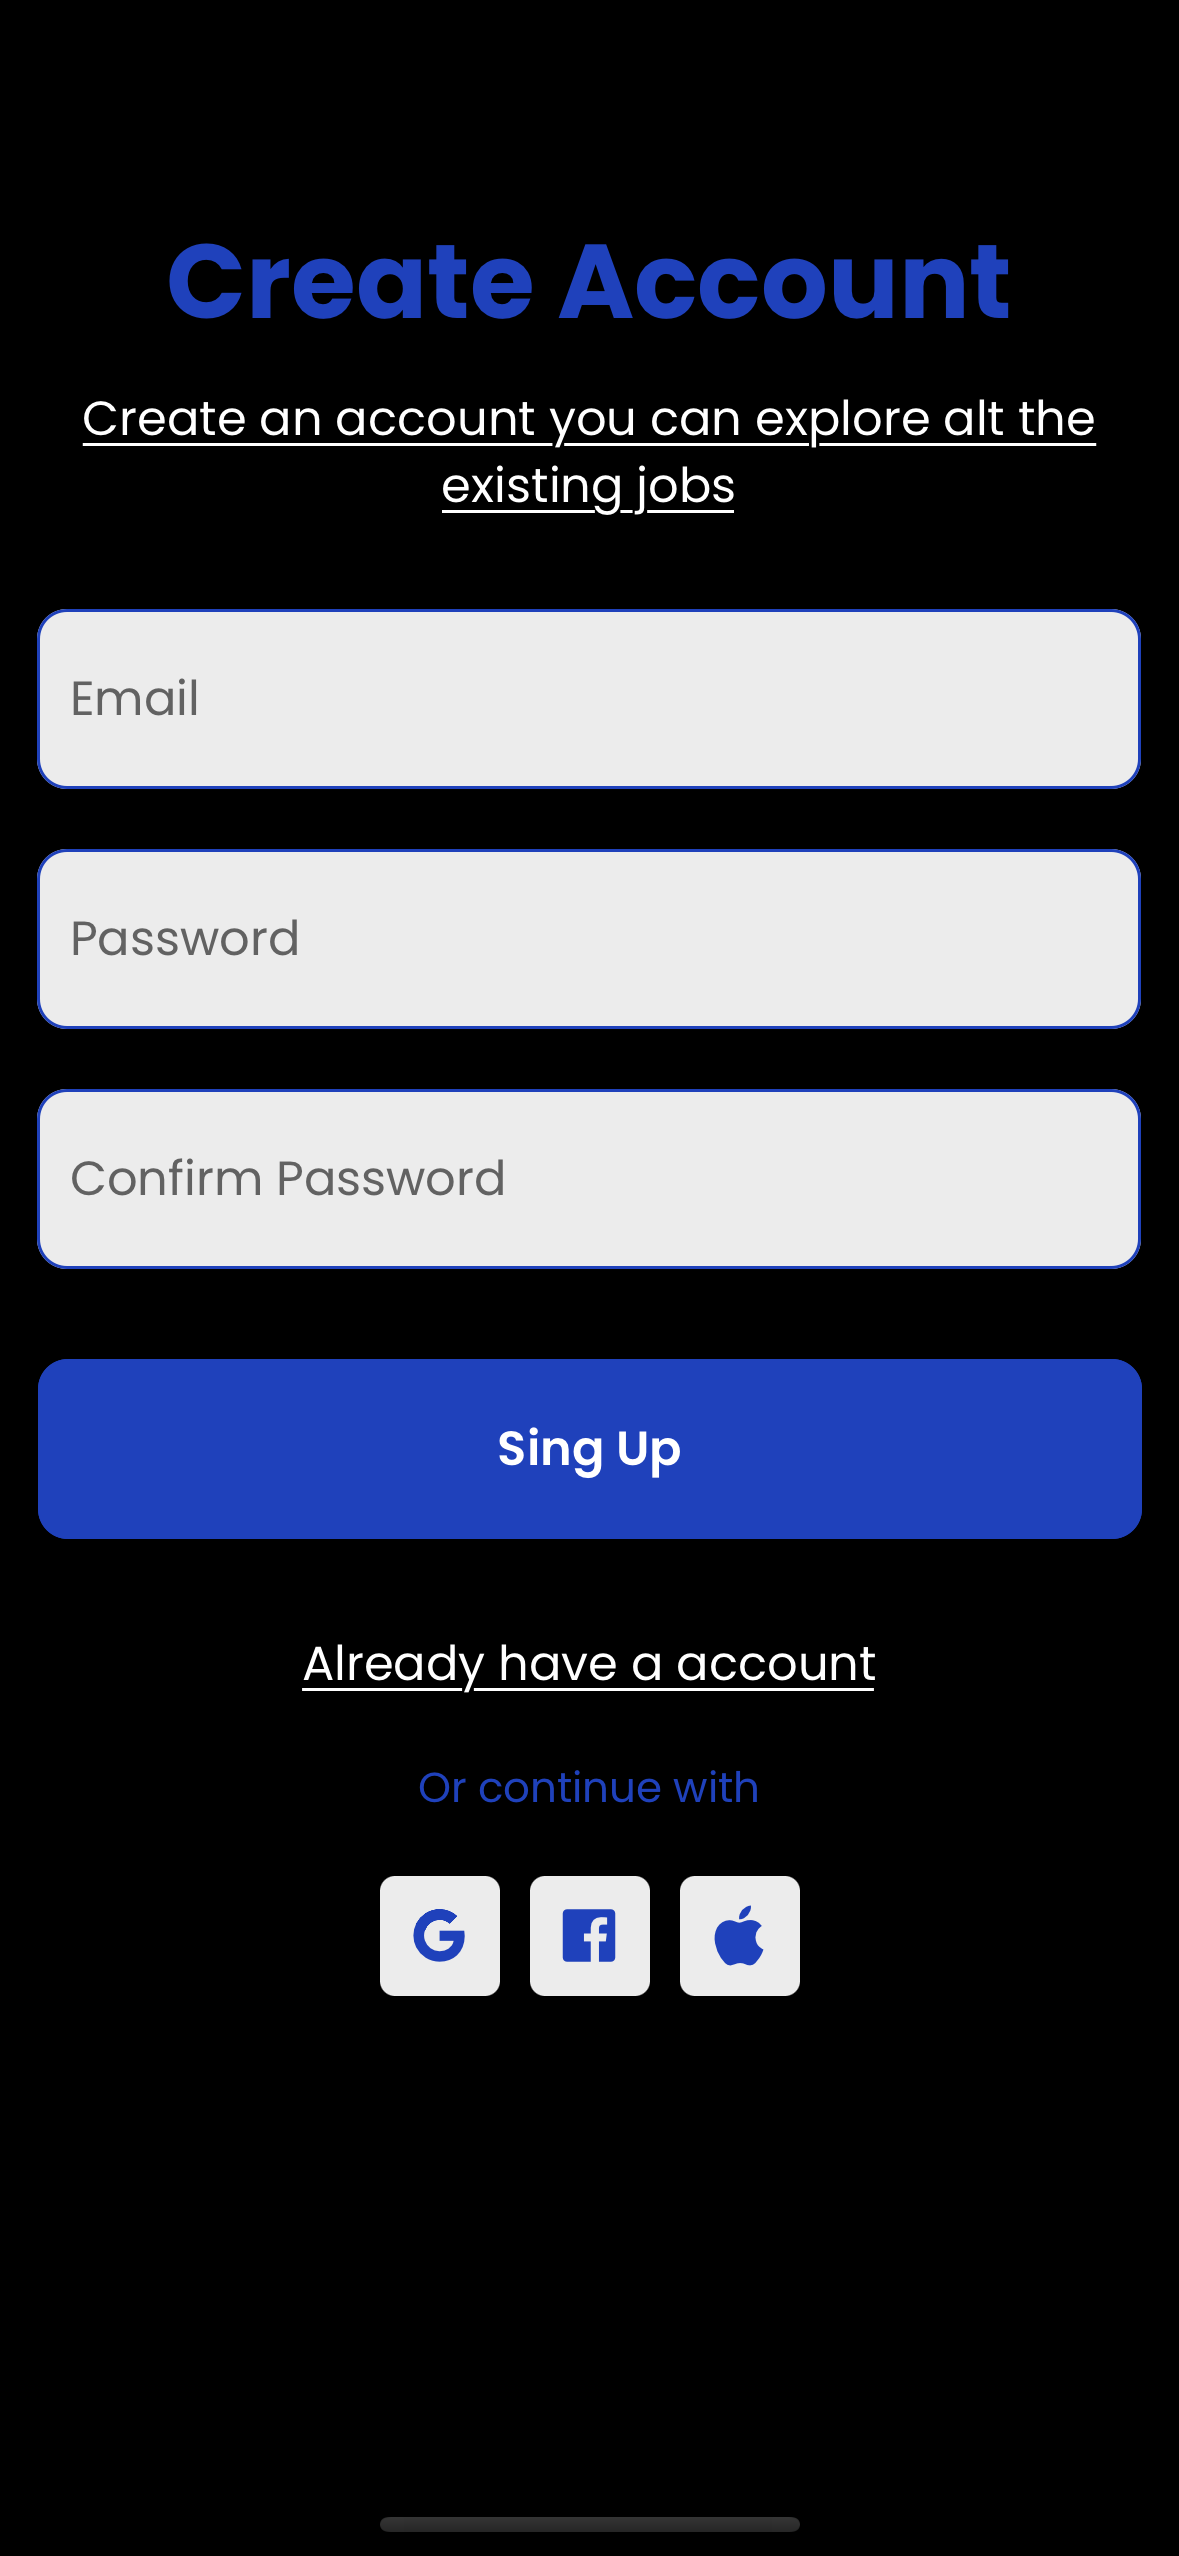 Create Account
Create an account you can explore alt the
existing jobs
Email
Password
Confirm Password
Sing Up
Already have a account
Or continue with